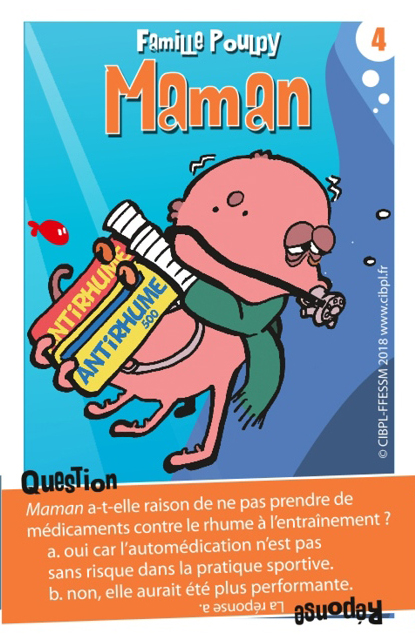 Famille Poulpy
4
Maman
ANTIRHUME
ANTIRHUME
500
© CIBPL-FFESSM 2018 www.cibpl.fr
Question
Maman a-t-elle raison de ne pas prendre de
médicaments contre le rhume à l'entraînement ?
a. oui car l'automédication n'est pas
sans risque dans la pratique sportive.
b. non, elle aurait été plus performante.
La réponse a.
Réponse